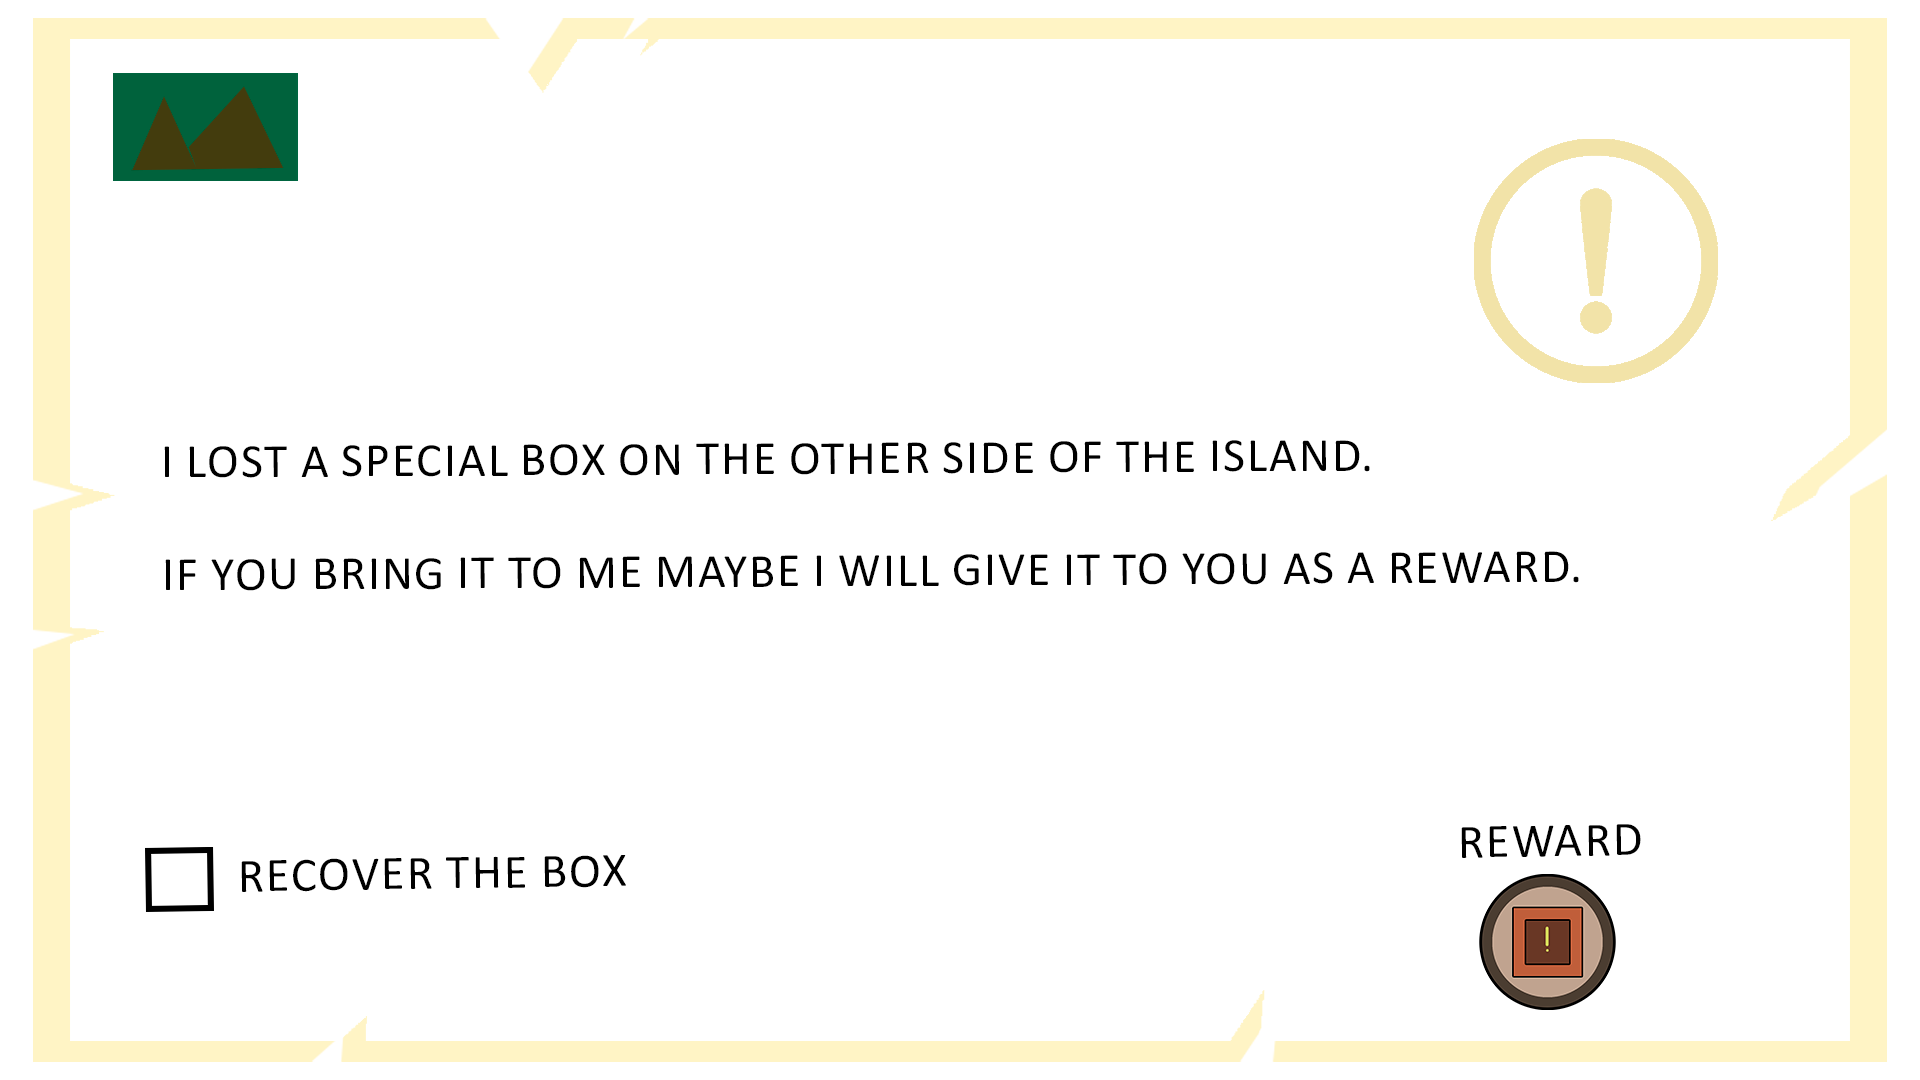 I LOST A SPECIAL BOX ON THE OTHER SIDE OF THE ISLAND.
IF YOU BRING IT TO ME MAYBE I WILL GIVE IT TO YOU AS A REWARD.
RECOVER THE BOX
REWARD
!